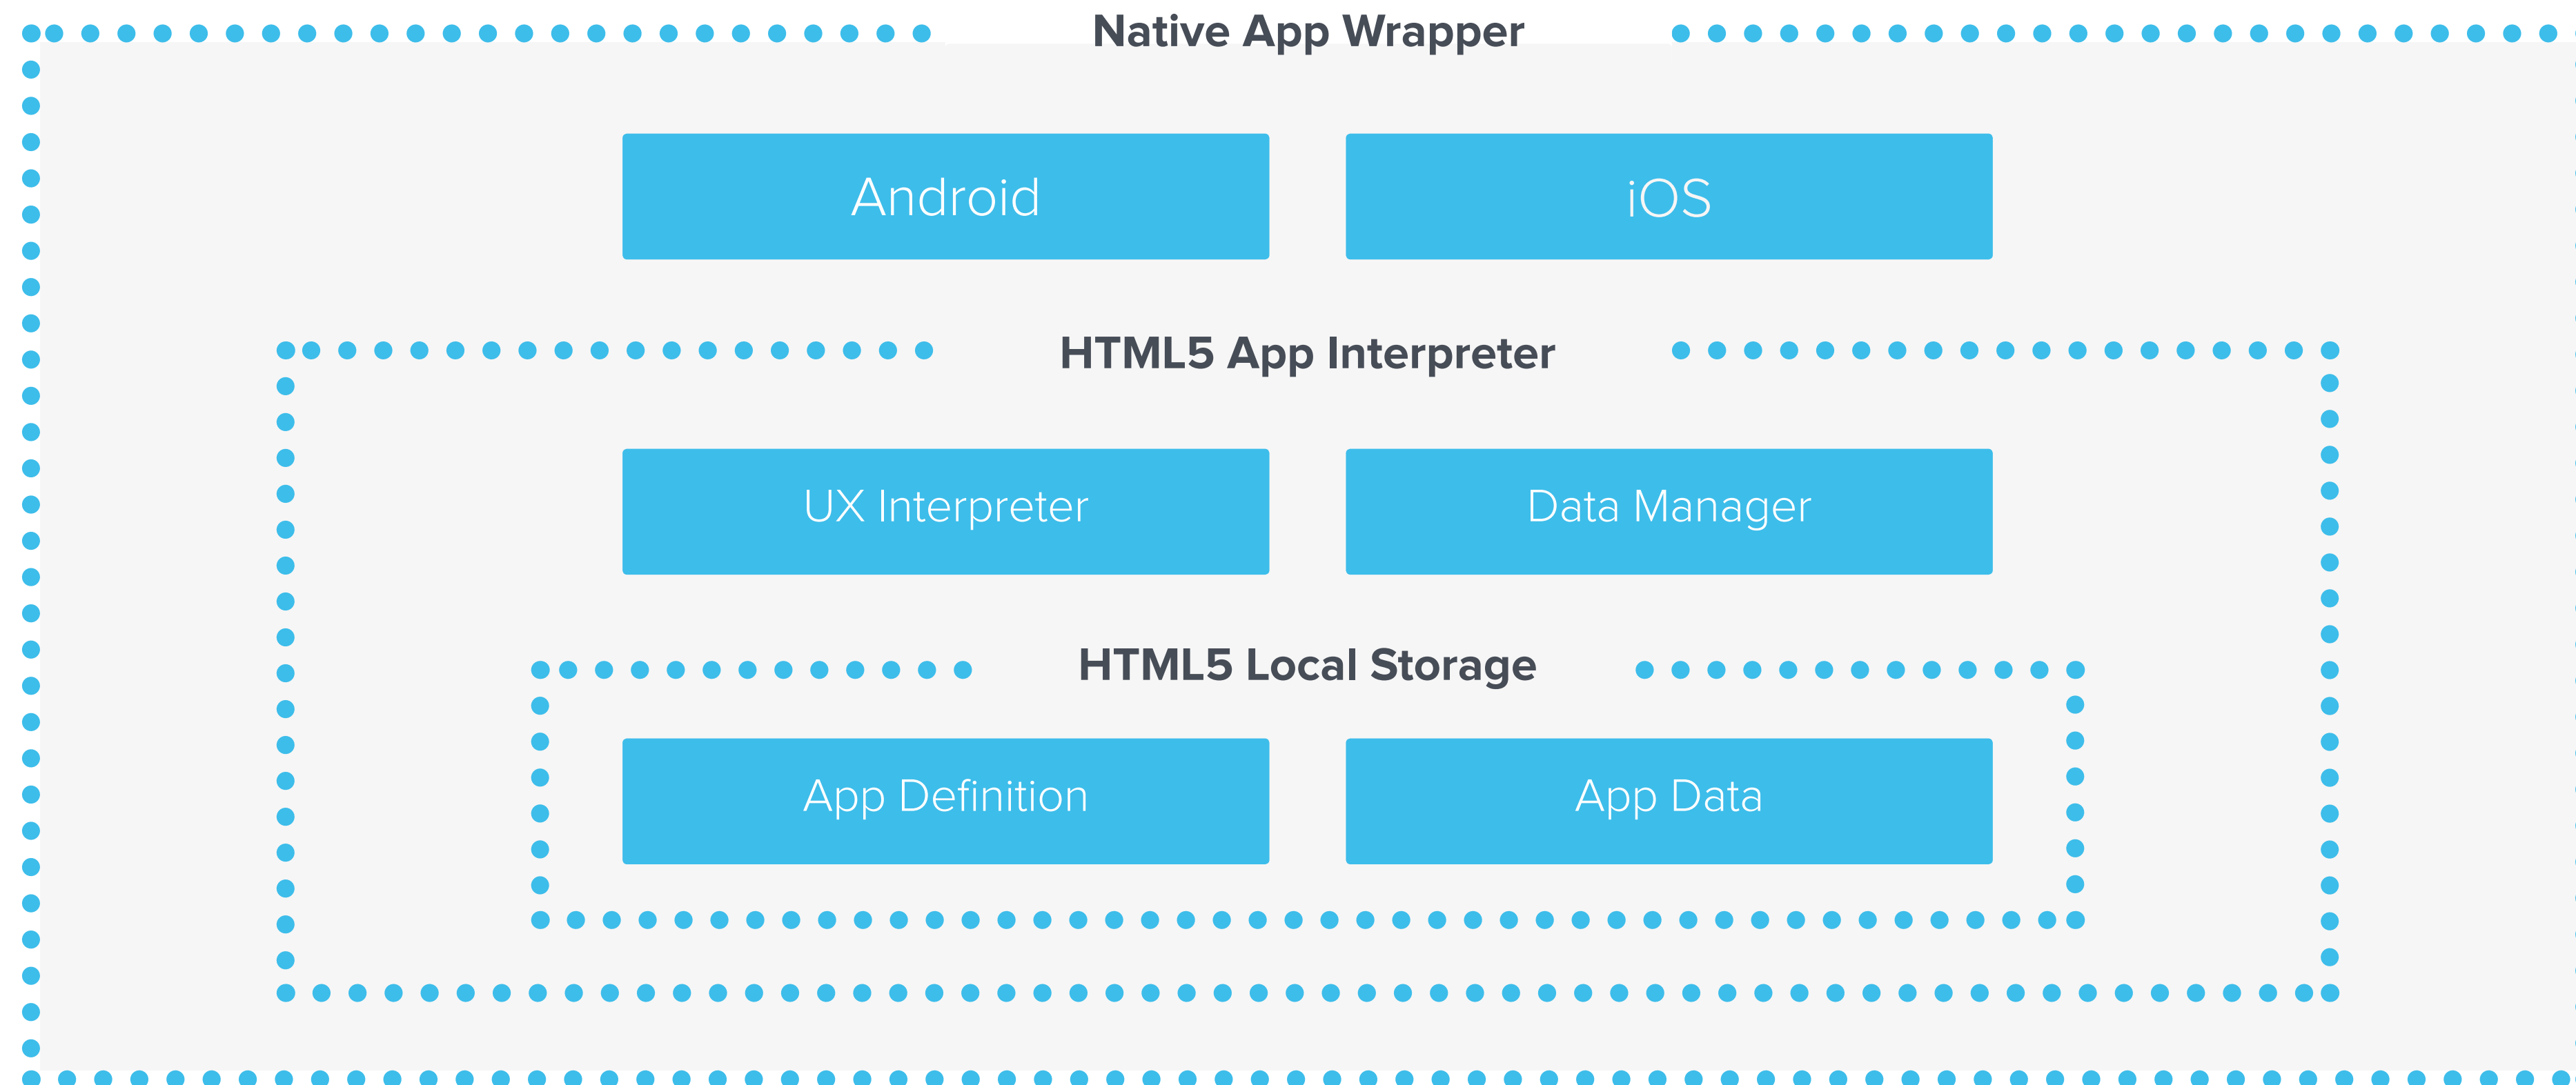 Native App Wrapper
Android
iOS
HTML5 App Interpreter
UX Interpreter
Data Manager
HTML5 Local Storage
App Definition
App Data